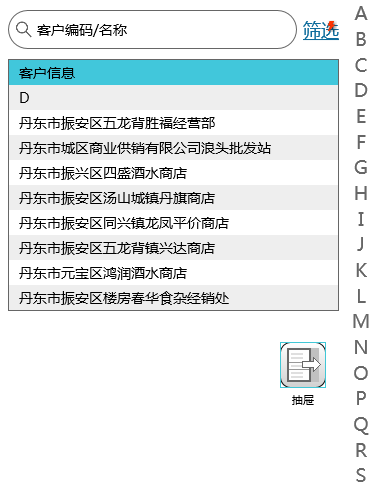 客户编码/名称
筛选
客户信息
D
丹东市振安区五龙背胜福经营部
丹东市城区商业供销有限公司浪头批发站
丹东市振兴区四盛酒水商店
丹东市振安区汤山城镇丹旗商店
丹东市振安区同兴镇龙凤平价商店
丹东市振安区五龙背镇兴达商店
丹东市元宝区鸿润酒水商店
丹东市振安区楼房春华食杂经销处
抽屉
A
B
C
D
E
F
G
H
I
J
K
L
M
N
O
P
Q
R
S